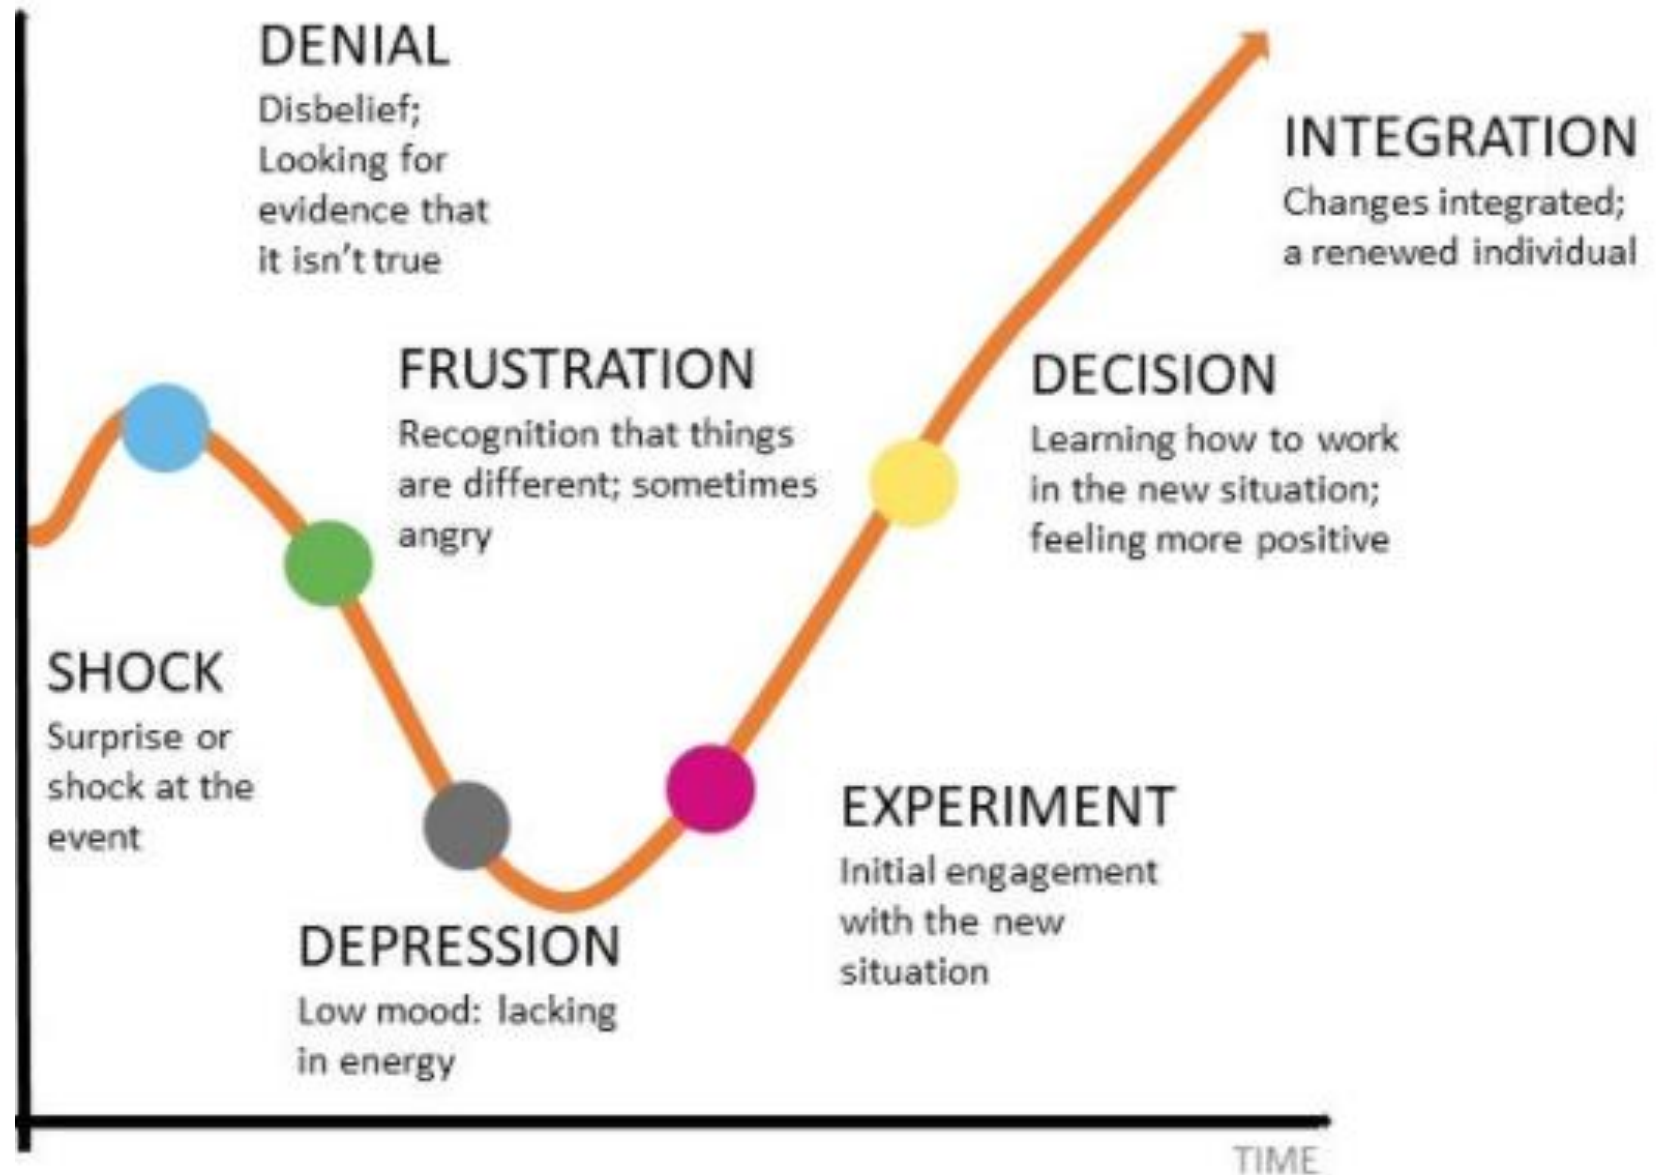 DENIAL
Disbelief;
Looking for
evidence that
it isn't true
INTEGRATION
Changes integrated;
a renewed individual
FRUSTRATION
Recognition that things
are different; sometimes
angry
DECISION
Learning how to work
in the new situation;
feeling more positive
SHOCK
Surprise or
shock at the
event
EXPERIMENT
Initial engagement
with the new
situation
DEPRESSION
Low mood: lacking
in energy
TIME